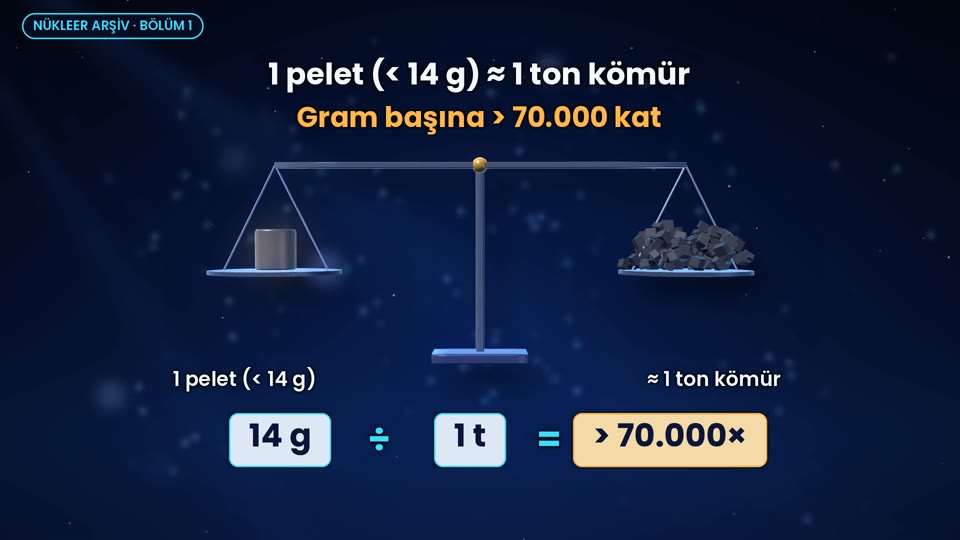 NÜKLEER ARŞİV · BÖLÜM 1
1 pelet (< 14 g) ≈ 1 ton kömür
Gram başına > 70.000 kat
1 pelet (< 14 g)
≈ 1 ton kömür
14 g ÷ 1 t = > 70.000×